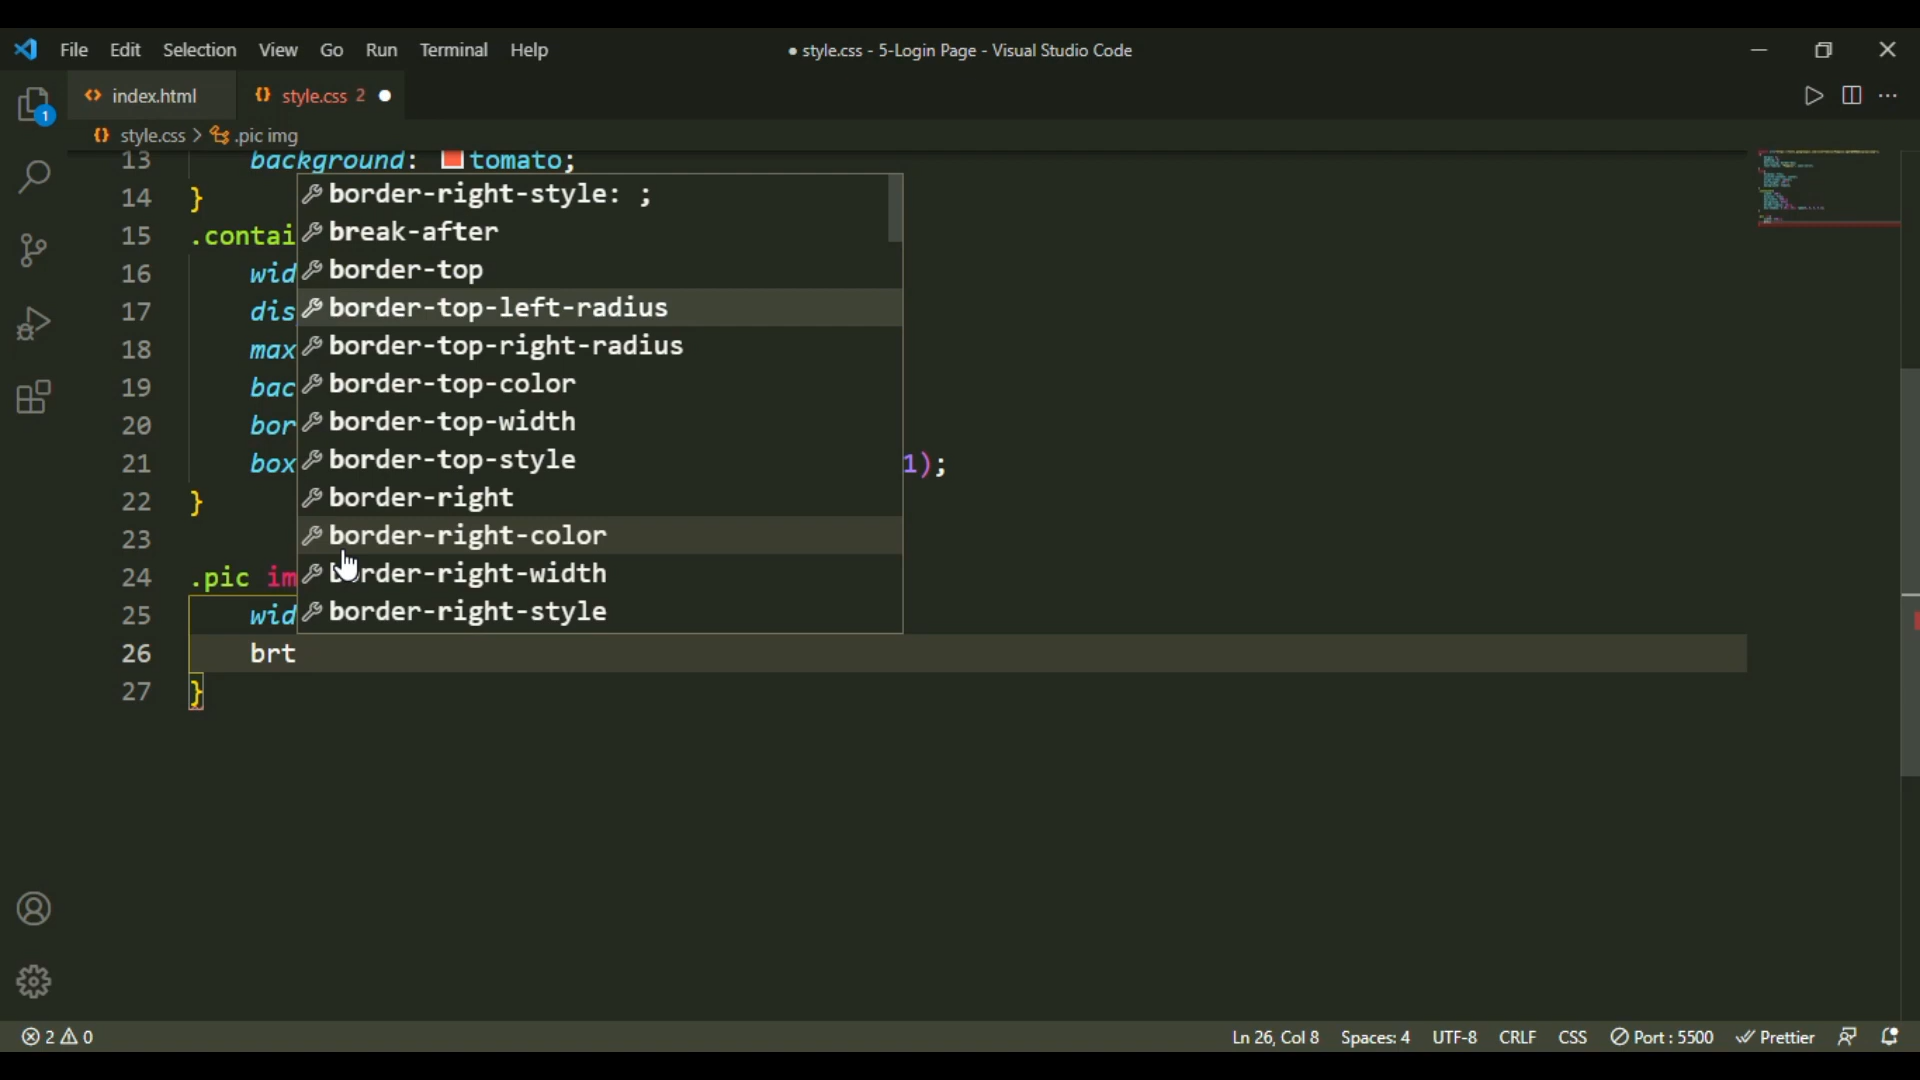 File Edit Selection View Go Run Terminal Help
● style.css - 5-Login Page - Visual Studio Code
index.html
style.css 2 ●
1
style.css > .pic img
13 background: tomato;
14 }
15 .contai
16 wid
17 dis
18 max
19 bac
20 bor
21 box 1);
22 }
23
24 .pic im
25 wid
26 brt
27 }
border-right-style: ;
break-after
border-top
border-top-left-radius
border-top-right-radius
border-top-color
border-top-width
border-top-style
border-right
border-right-color
border-right-width
border-right-style
2 0
Ln 26, Col 8 Spaces: 4 UTF-8 CRLF CSS Port : 5500 Prettier